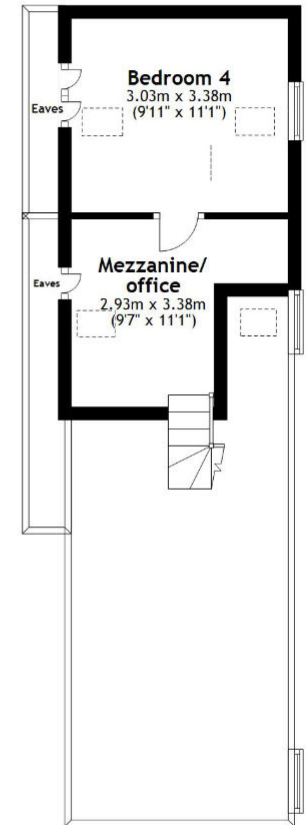 Bedroom 4
3.03m x 3.38m
(9'11" x 11'1")
Eaves
Mezzanine/
office
2.93m x 3.38m
(9'7" x 11'1")
Eaves